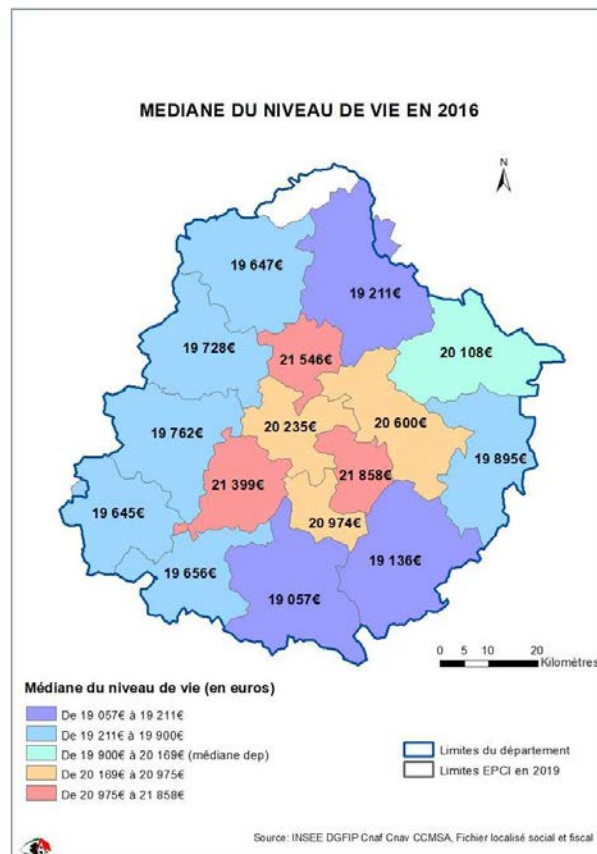 MEDIANE DU NIVEAU DE VIE EN 2016
N
19 647€
19 211€
19 728€
21 546€
20 108€
19 762€
20 235€
20 600€
21 399€
21 858€
19 895€
19 645€
20 974€
19 656€
19 136€
19 057€
0 5 10 20
Kilomètres
Médiane du niveau de vie (en euros)
De 19 057€ à 19 211€
De 19 211€ à 19 900€
De 19 900€ à 20 169€ (médiane dep)
De 20 169€ à 20 975€
De 20 975€ à 21 858€
Limites du département
Limites EPCI en 2019
Source: INSEE DGFIP Cnaf Cnav CCMSA, Fichier localisé social et fiscal